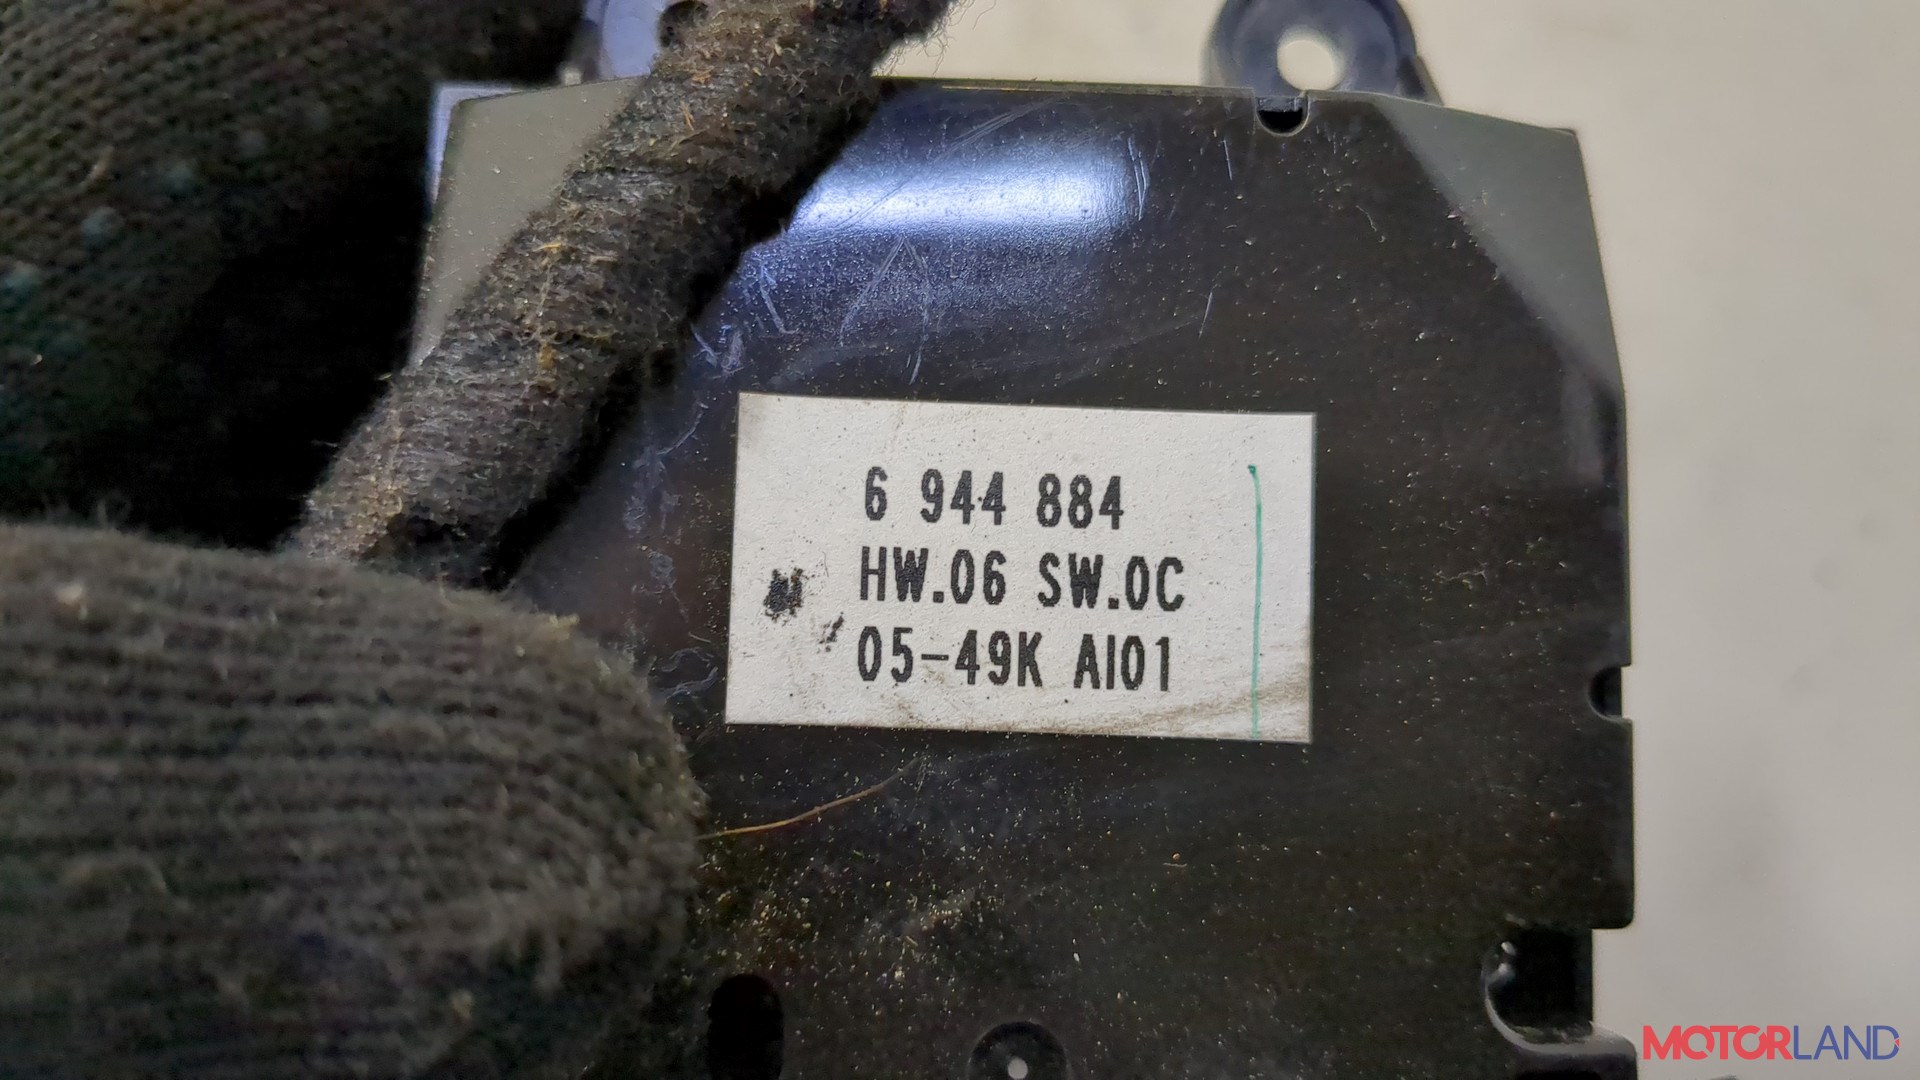 6 944 884
HW.06 SW.0C
05-49K AI01
MOTORLAND